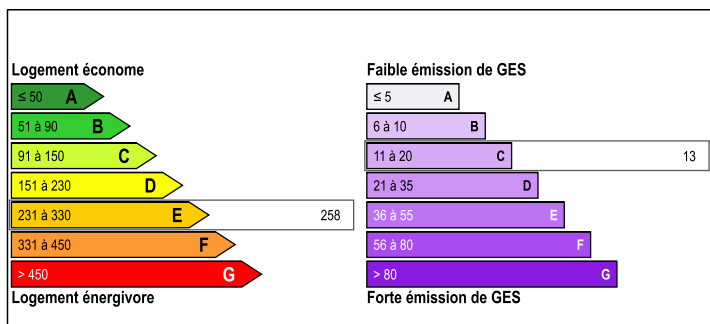 Logement économe
≤ 50 A
51 à 90 B
91 à 150 C
151 à 230 D
231 à 330 E 258
331 à 450 F
> 450 G
Logement énergivore
Faible émission de GES
≤ 5 A
6 à 10 B
11 à 20 C 13
21 à 35 D
36 à 55 E
56 à 80 F
> 80 G
Forte émission de GES